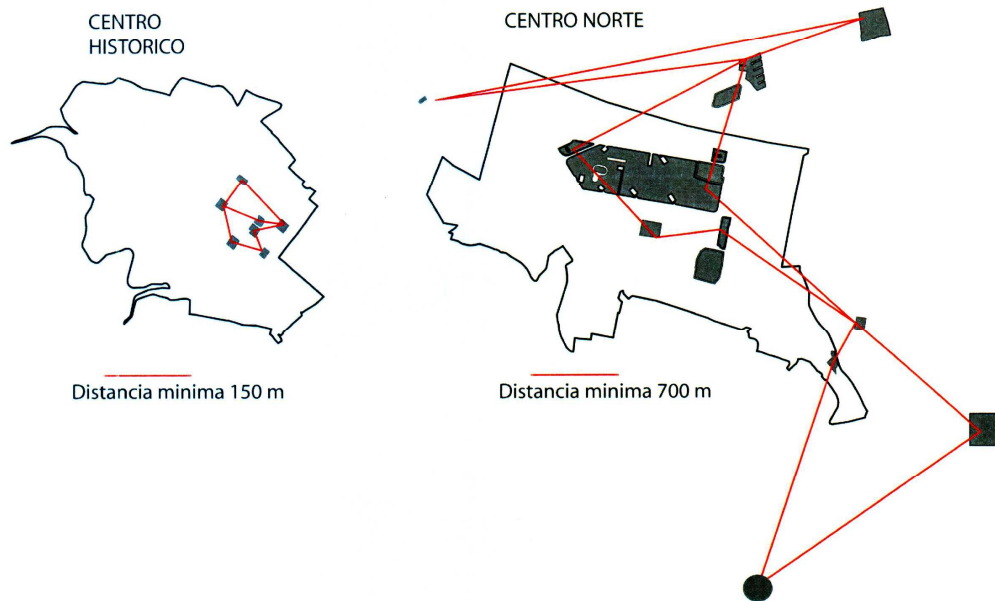 CENTRO
HISTORICO
CENTRO NORTE
Distancia minima 150 m
Distancia minima 700 m